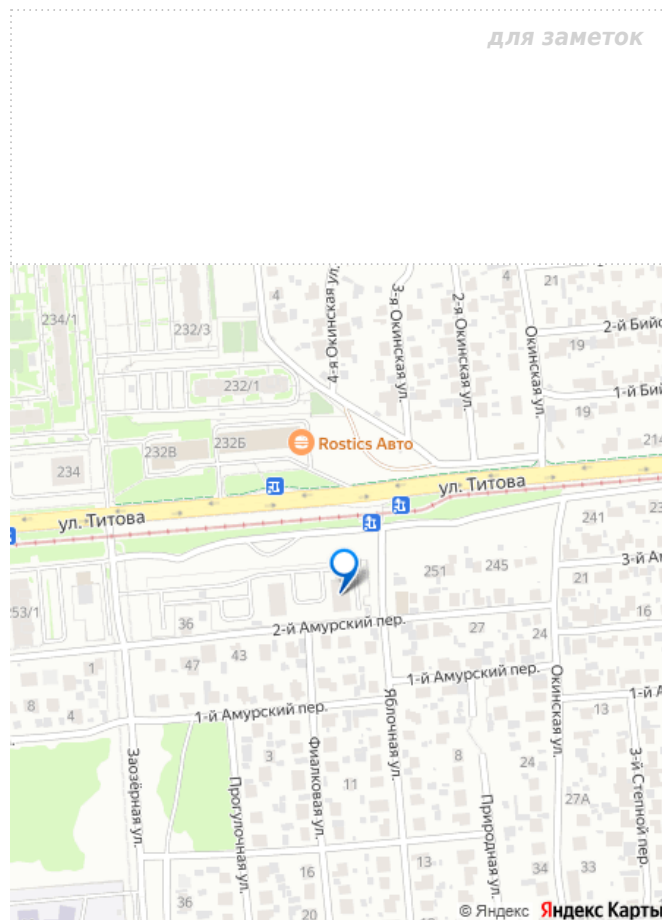 для заметок
4
21
234/1
232/3
4
4-я Окинская ул.
3-я Окинская ул.
2-я Окинская ул.
Окинская ул.
2-й Бийс
19
232/1
1-й Бий
19
232Б
232В
Rostics Авто
214
234
ул. Титова
ул. Титова
241
23
253/1
251
245
3-й Ам
21
36
2-й Амурский пер.
27
24
16
47
43
1
1-й Амурский пер.
8
4
1-й Амурский пер.
1-й А
13
Заозёрная ул.
Прогулочная ул.
Фиалковая ул.
Яблочная ул.
Природная ул.
Окинская ул.
3-й Степной пер.
3
11
8
24
27А
16
13
34
33
36
20
© Яндекс Яндекс Карты